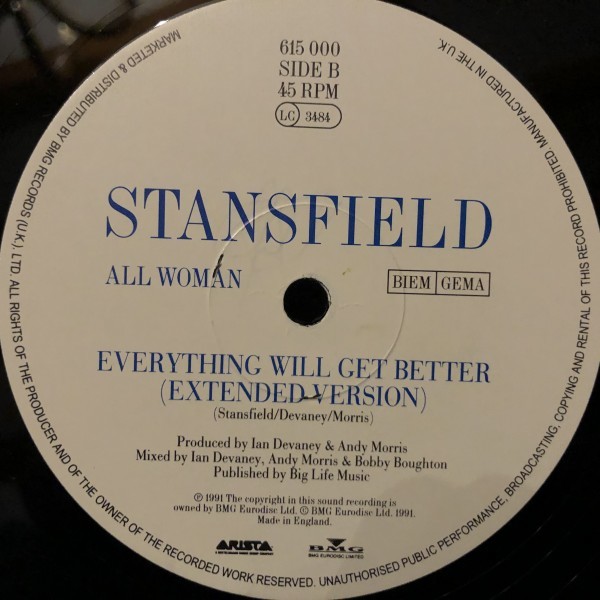 615 000
SIDE B
45 RPM
LC 3484
STANSFIELD
ALL WOMAN
BIEM GEMA
EVERYTHING WILL GET BETTER
(EXTENDED VERSION)
(Stansfield/Devaney/Morris)
Produced by Ian Devaney & Andy Morris
Mixed by Ian Devaney, Andy Morris & Bobby Boughton
Published by Big Life Music
℗ 1991 The copyright in this sound recording is
owned by BMG Eurodisc Ltd. © BMG Eurodisc Ltd. 1991.
Made in England.
ARISTA
BMG
BMG EURODISC LIMITED
MARKETED & DISTRIBUTED BY BMG RECORDS (U.K.), LTD. ALL RIGHTS OF THE PRODUCER AND OF THE OWNER OF THE RECORDED WORK RESERVED. UNAUTHORISED PUBLIC PERFORMANCE, BROADCASTING, COPYING AND RENTAL OF THIS RECORD PROHIBITED. MANUFACTURED IN THE U.K.